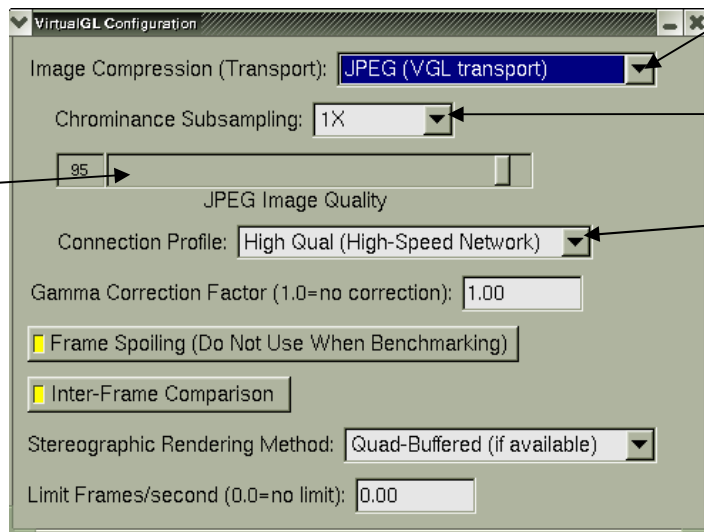 VirtualGL Configuration
Image Compression (Transport): JPEG (VGL transport)
Chrominance Subsampling: 1X
95
JPEG Image Quality
Connection Profile: High Qual (High-Speed Network)
Gamma Correction Factor (1.0=no correction): 1.00
Frame Spoiling (Do Not Use When Benchmarking)
Inter-Frame Comparison
Stereographic Rendering Method: Quad-Buffered (if available)
Limit Frames/second (0.0=no limit): 0.00